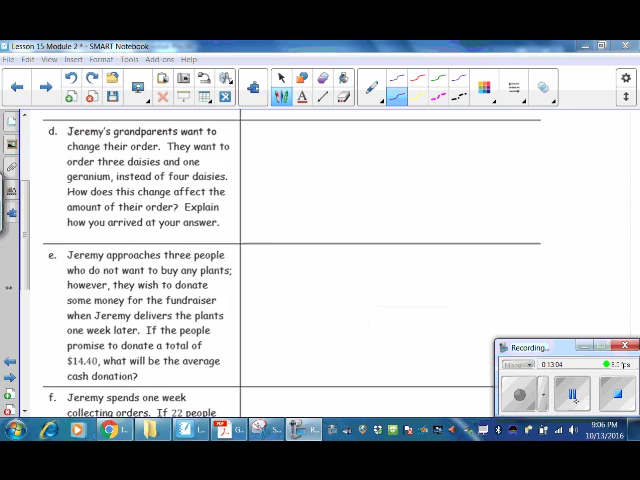 Lesson 15 Module 2 * - SMART Notebook
File Edit View Insert Format Tools Add-ons Help
d. Jeremy's grandparents want to
change their order. They want to
order three daisies and one
geranium, instead of four daisies.
How does this change affect the
amount of their order? Explain
how you arrived at your answer.
e. Jeremy approaches three people
who do not want to buy any plants;
however, they wish to donate
some money for the fundraiser
when Jeremy delivers the plants
one week later. If the people
promise to donate a total of
$14.40, what will be the average
cash donation?
f. Jeremy spends one week
collecting orders. If 22 people
Recording...
0:13:04
9:06 PM
10/13/2016